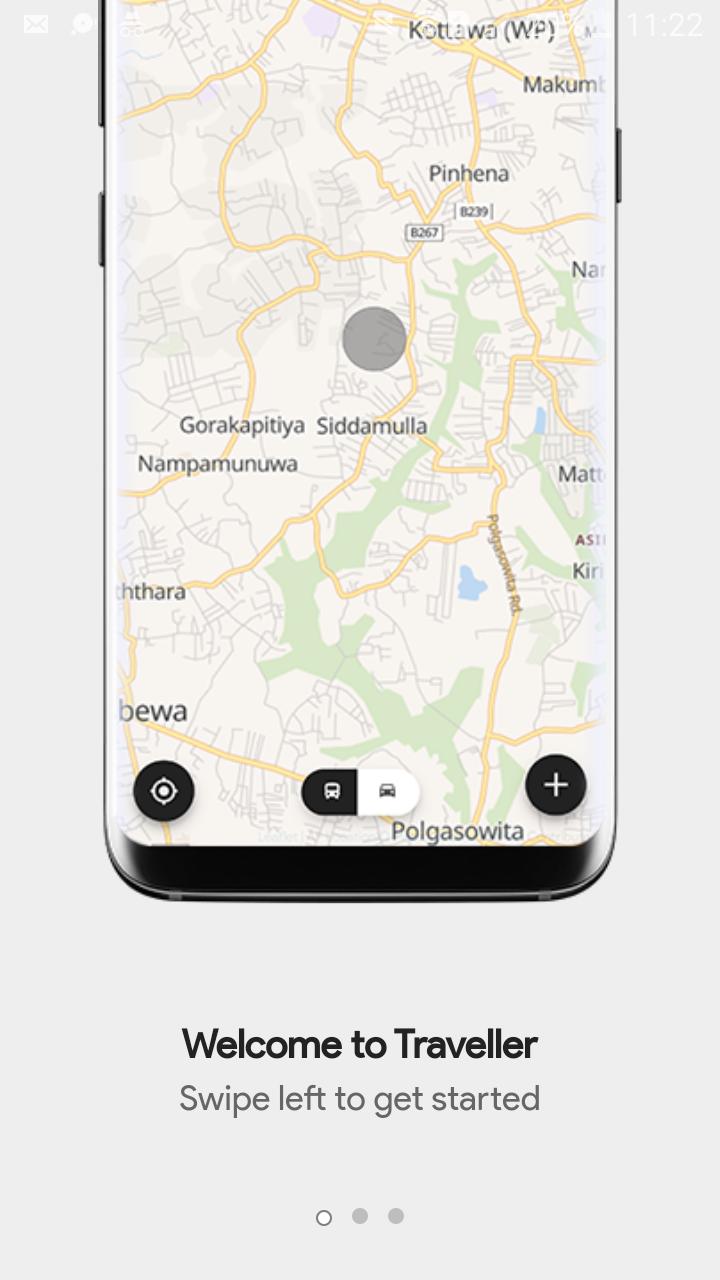 11:22
Kottawa (WP)
Makumb
Pinhena
B239
B267
Nar
Gorakapitiya Siddamulla
Nampamunuwa
Matt
Polgasowita Rd.
ASI
Kiri
ththara
bewa
Polgasowita
Welcome to Traveller
Swipe left to get started